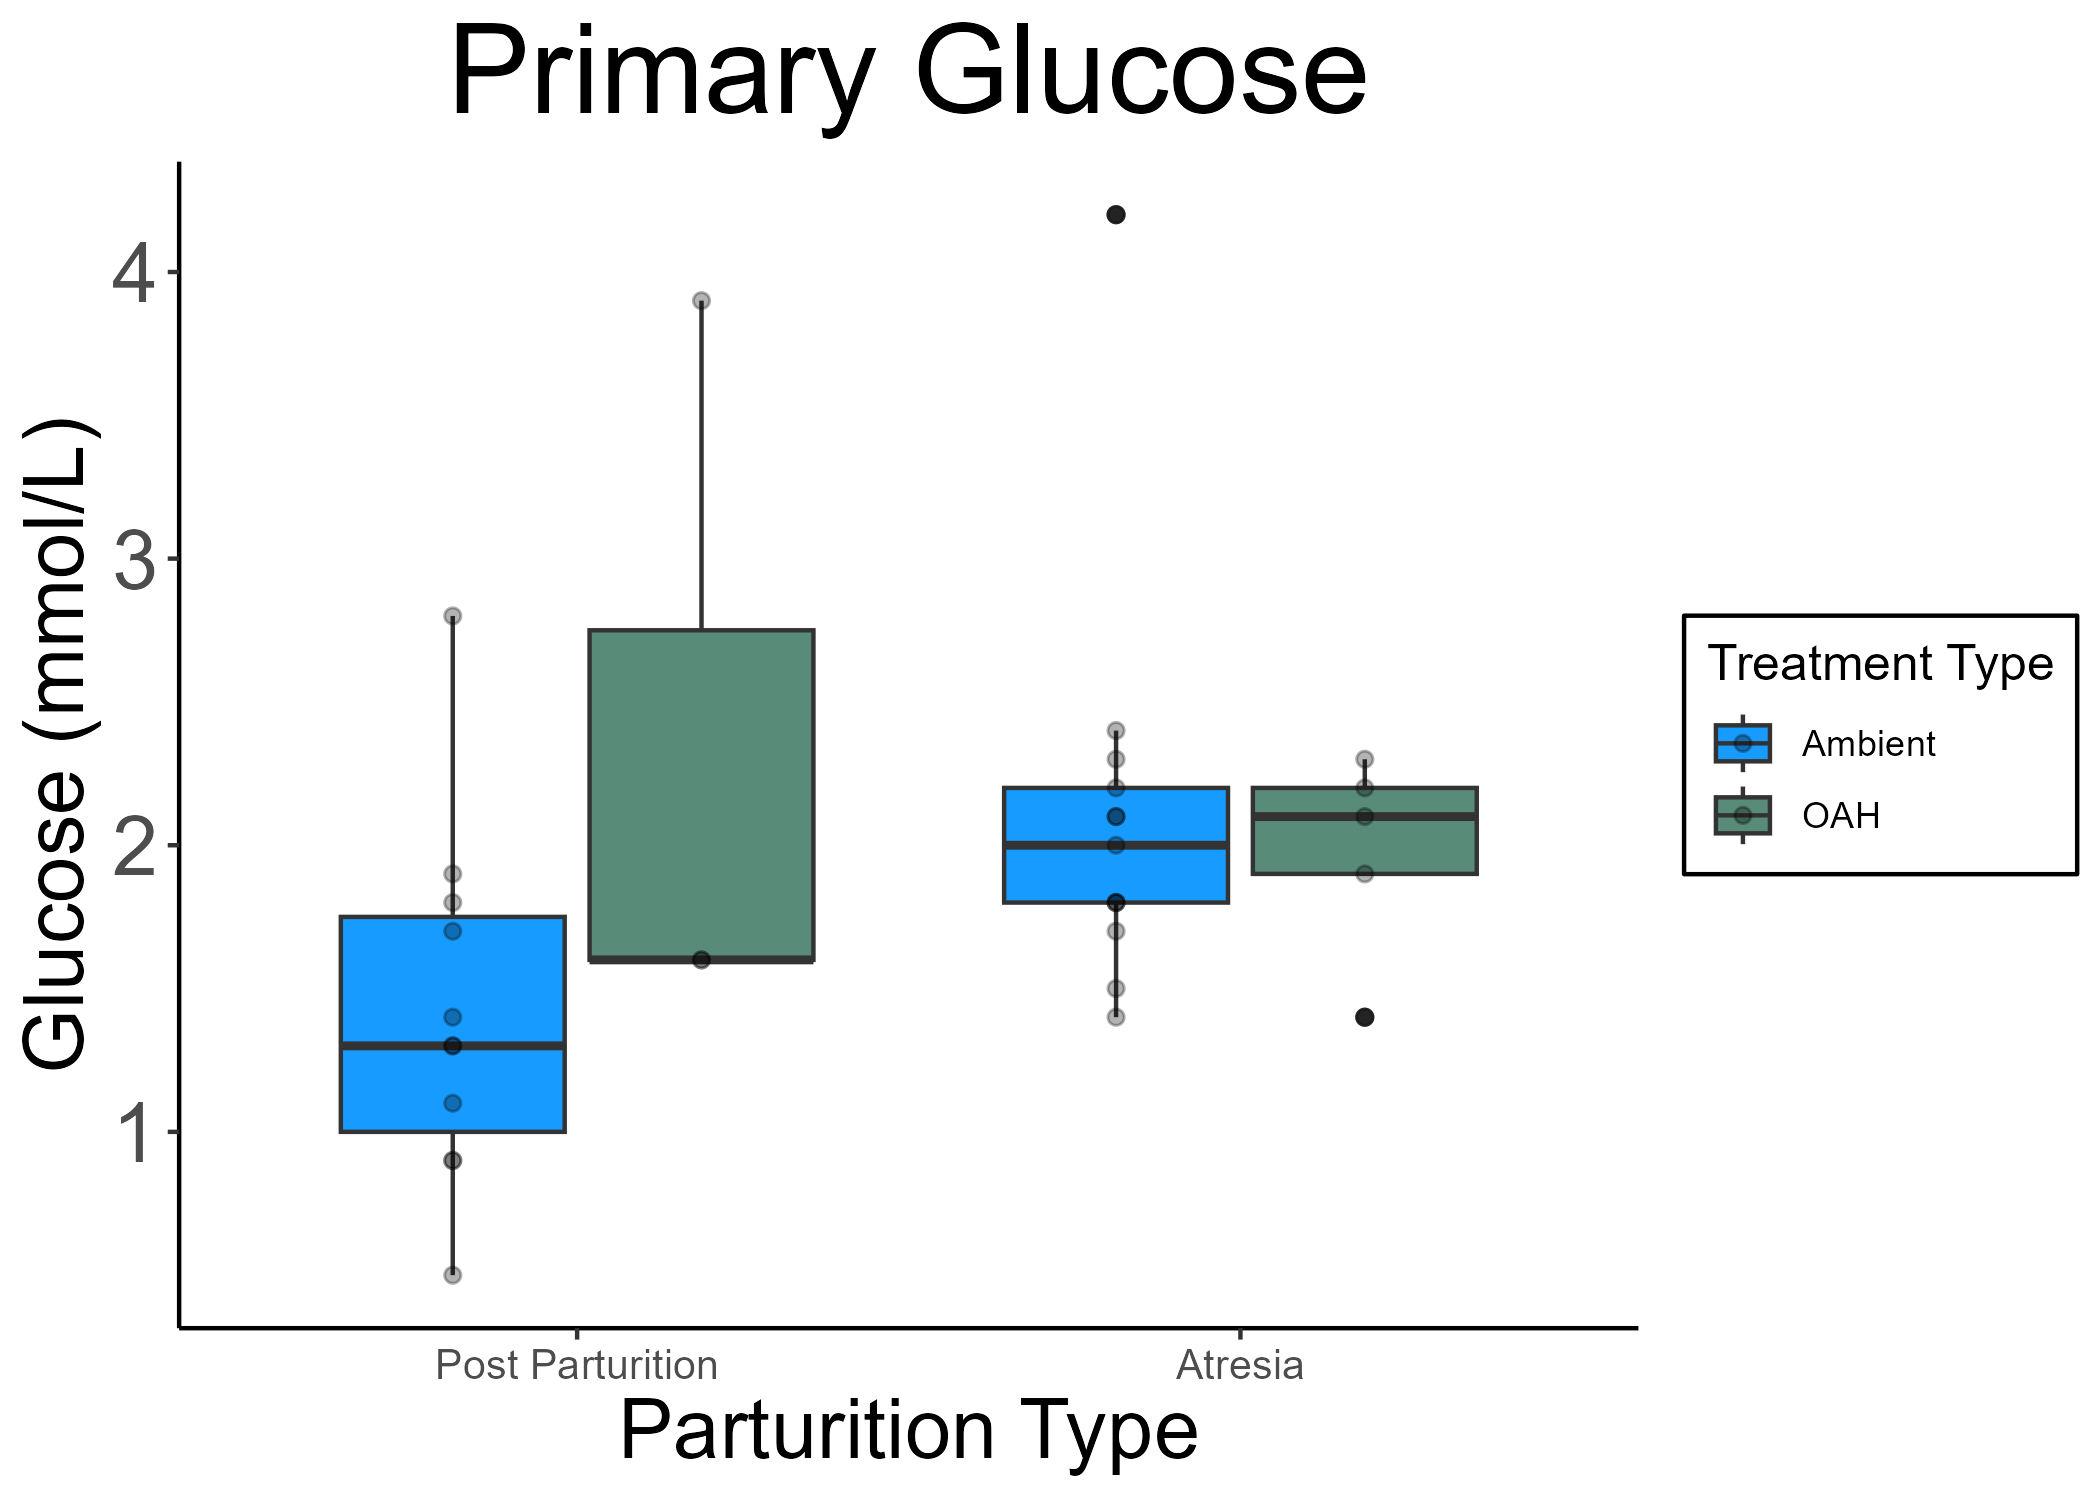 Primary Glucose
Glucose (mmol/L)
4
3
2
1
Post Parturition
Atresia
Parturition Type
Treatment Type
Ambient
OAH